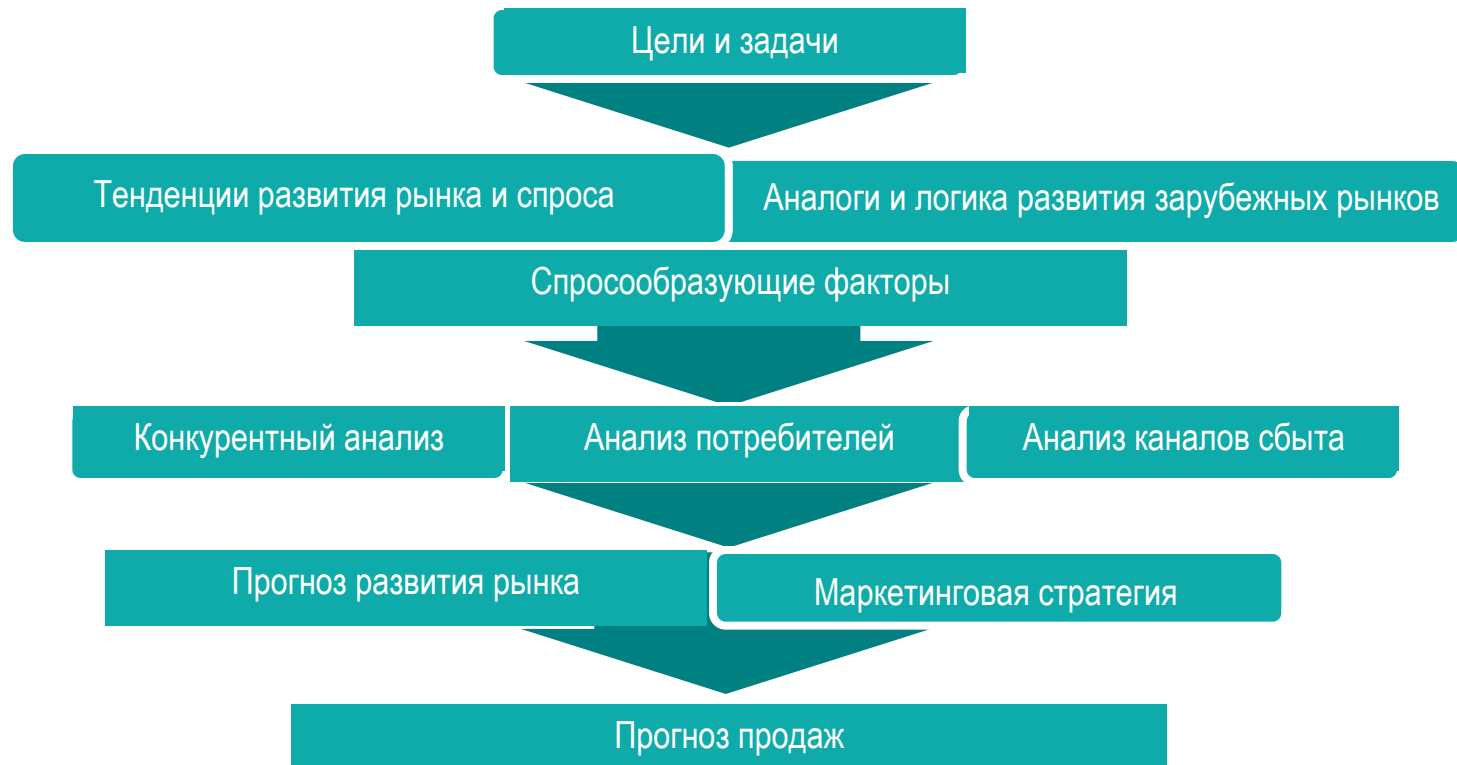 Цели и задачи
Тенденции развития рынка и спроса
Аналоги и логика развития зарубежных рынков
Спросообразующие факторы
Конкурентный анализ
Анализ потребителей
Анализ каналов сбыта
Прогноз развития рынка
Маркетинговая стратегия
Прогноз продаж